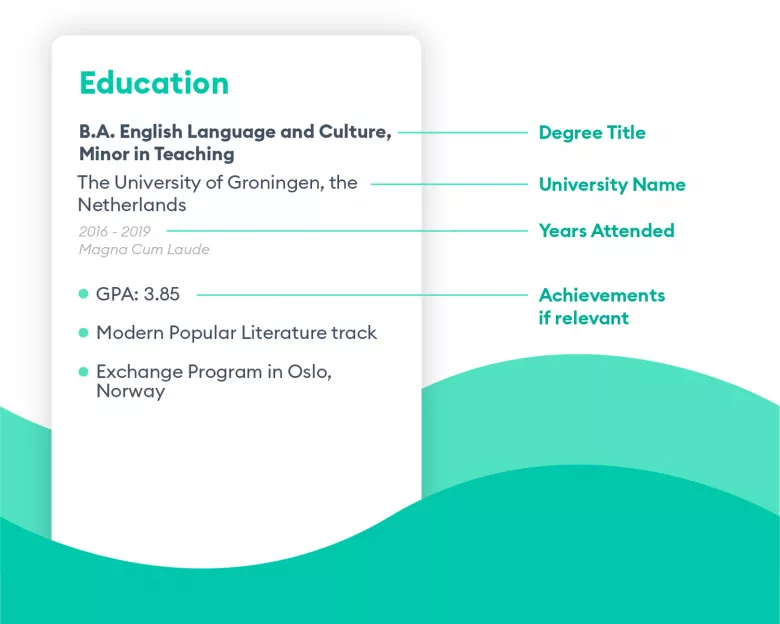 Education
B.A. English Language and Culture,
Minor in Teaching
The University of Groningen, the
Netherlands
2016 - 2019
Magna Cum Laude
GPA: 3.85
Modern Popular Literature track
Exchange Program in Oslo,
Norway
Degree Title
University Name
Years Attended
Achievements
if relevant